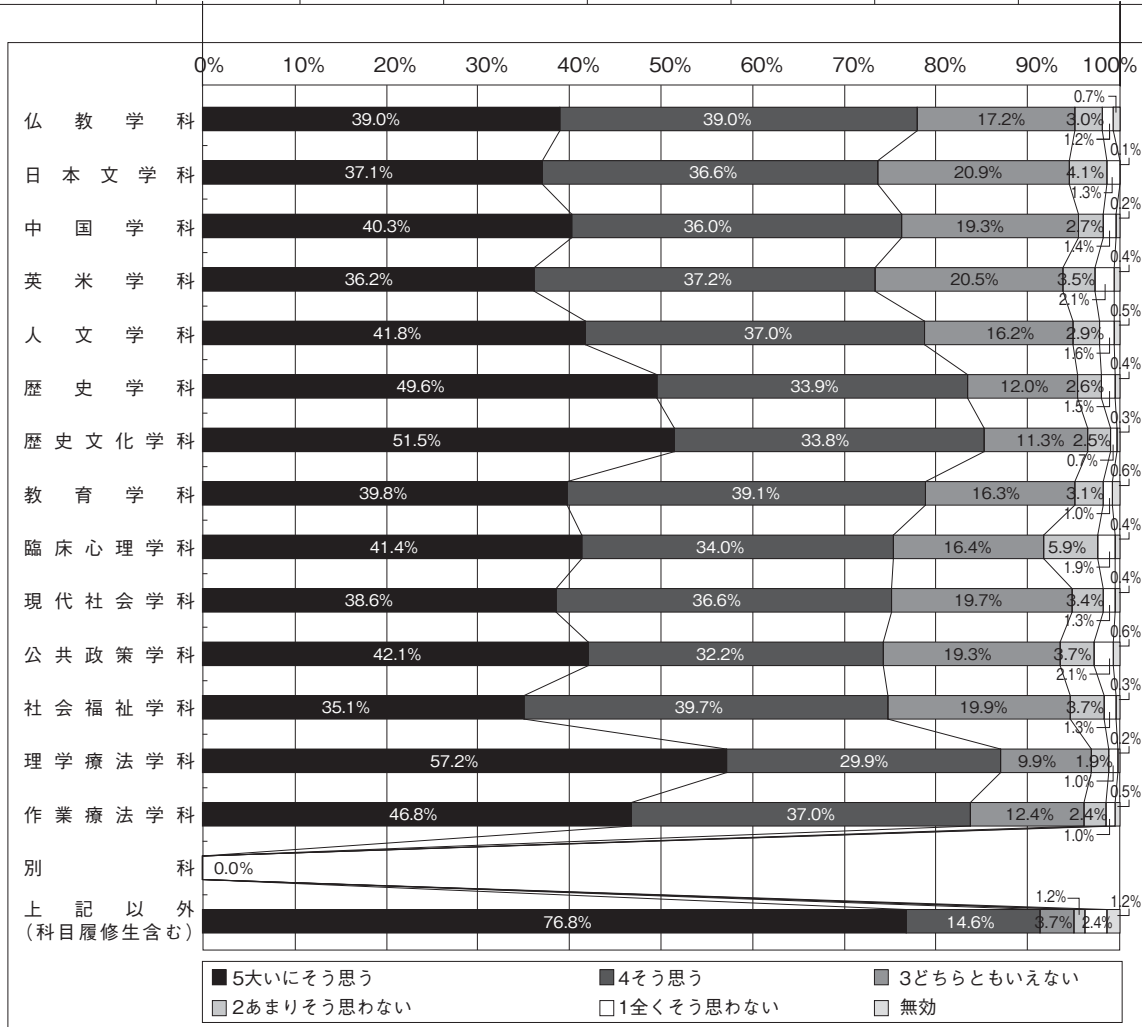 0% 10% 20% 30% 40% 50% 60% 70% 80% 90% 100%
0.7%
仏教学科 39.0% 39.0% 17.2% 3.0%
1.2% 0.1%
日本文学科 37.1% 36.6% 20.9% 4.1%
1.3% 0.2%
中国学科 40.3% 36.0% 19.3% 2.7%
1.4% 0.4%
英米学科 36.2% 37.2% 20.5% 3.5%
2.1% 0.5%
人文学科 41.8% 37.0% 16.2% 2.9%
1.6% 0.4%
歴史学科 49.6% 33.9% 12.0% 2.6%
1.5% 0.3%
歴史文化学科 51.5% 33.8% 11.3% 2.5%
0.7% 0.6%
教育学科 39.8% 39.1% 16.3% 3.1%
1.0% 0.4%
臨床心理学科 41.4% 34.0% 16.4% 5.9%
1.9% 0.4%
現代社会学科 38.6% 36.6% 19.7% 3.4%
1.3% 0.6%
公共政策学科 42.1% 32.2% 19.3% 3.7%
2.1% 0.3%
社会福祉学科 35.1% 39.7% 19.9% 3.7%
1.3% 0.2%
理学療法学科 57.2% 29.9% 9.9% 1.9%
1.0% 0.5%
作業療法学科 46.8% 37.0% 12.4% 2.4%
1.0%
別科 0.0%
1.2% 1.2%
上記以外
(科目履修生含む) 76.8% 14.6% 3.7% 2.4%
5大いにそう思う 4そう思う 3どちらともいえない
2あまりそう思わない 1全くそう思わない 無効